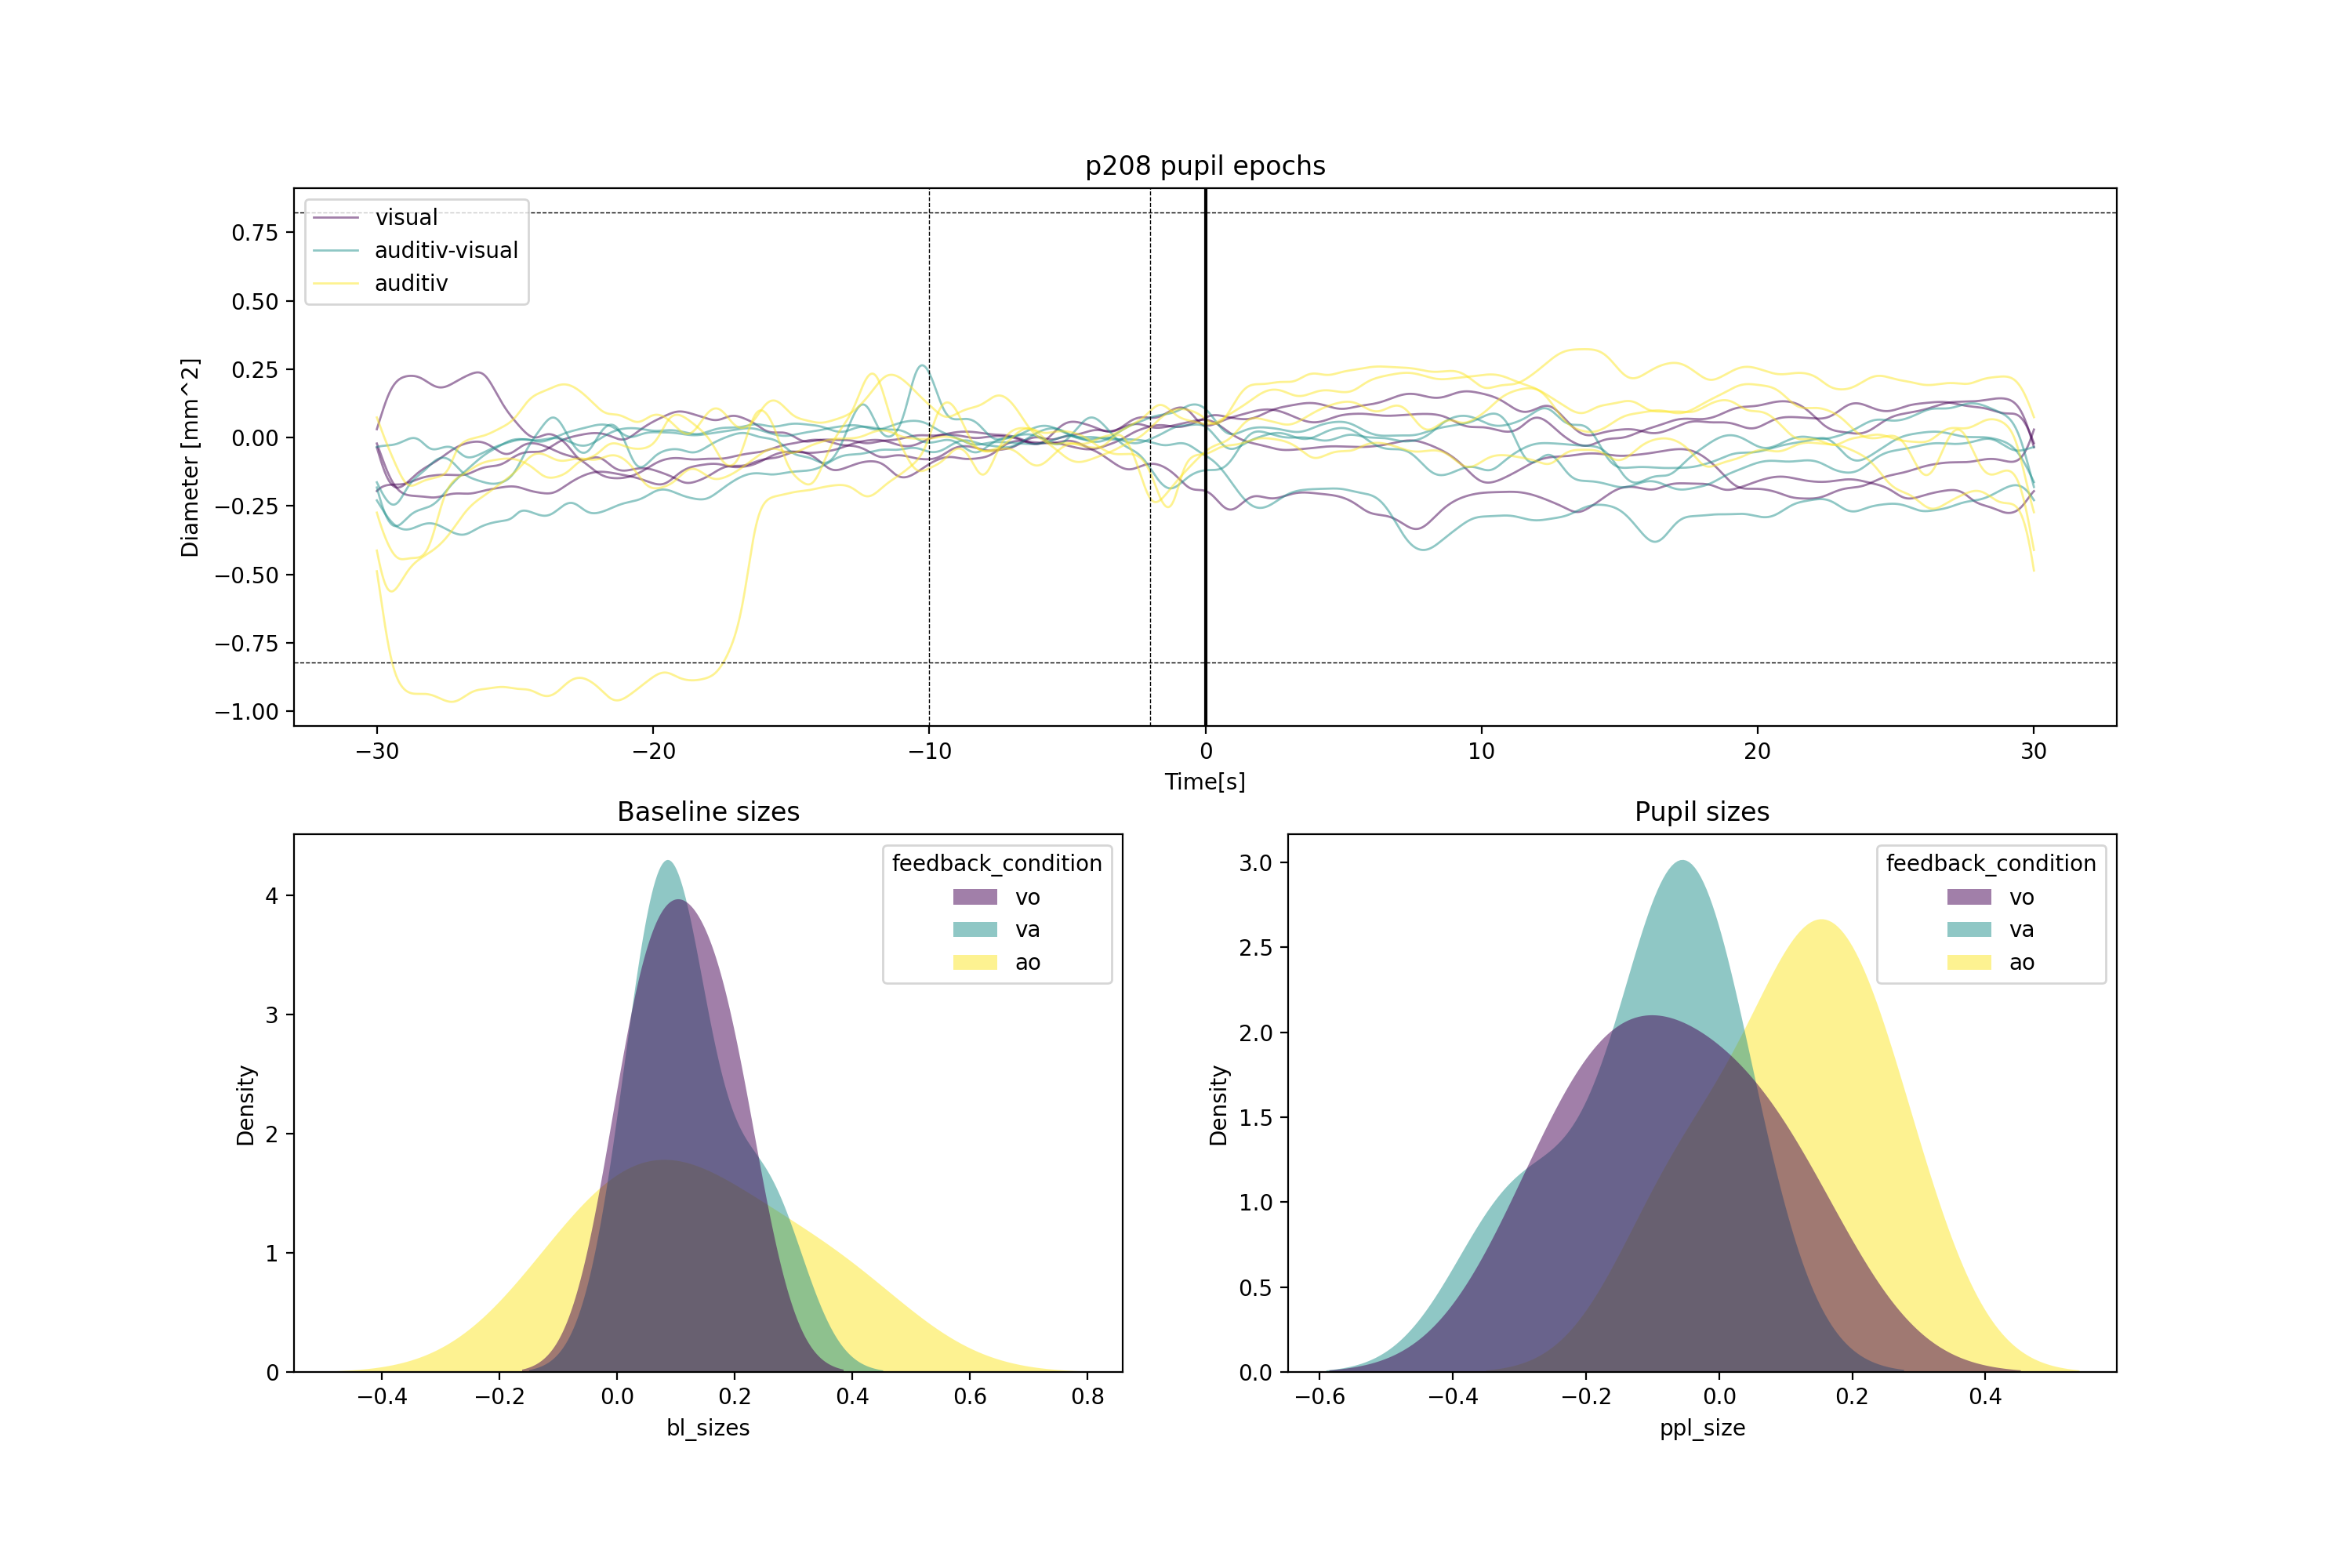 p208 pupil epochs
visual
auditiv-visual
auditiv
Diameter [mm^2]
0.75
0.50
0.25
0.00
−0.25
−0.50
−0.75
−1.00
−30 −20 −10 0 10 20 30
Time[s]
Baseline sizes
feedback_condition
vo
va
ao
Density
4
3
2
1
0
−0.4 −0.2 0.0 0.2 0.4 0.6 0.8
bl_sizes
Pupil sizes
feedback_condition
vo
va
ao
Density
3.0
2.5
2.0
1.5
1.0
0.5
0.0
−0.6 −0.4 −0.2 0.0 0.2 0.4
ppl_size